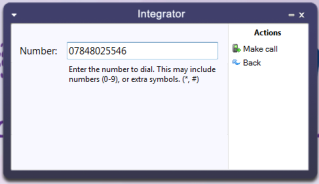 Integrator
Number: 07848025546
Enter the number to dial. This may include
numbers (0-9), or extra symbols. (*, #)
Actions
Make call
Back